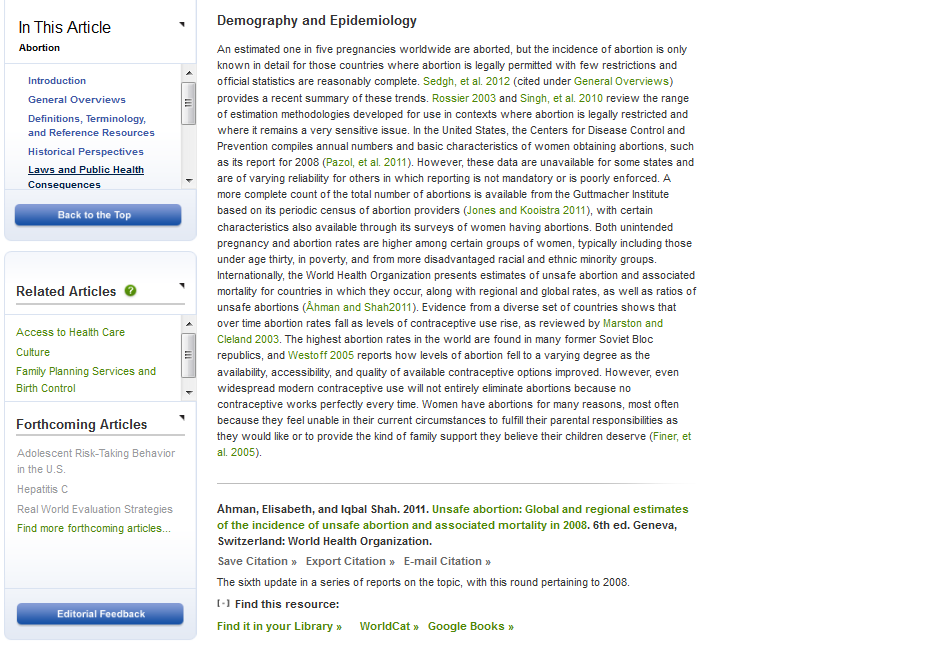 In This Article
Abortion
Introduction
General Overviews
Definitions, Terminology,
and Reference Resources
Historical Perspectives
Laws and Public Health
Consequences
Back to the Top
Related Articles ?
Access to Health Care
Culture
Family Planning Services and
Birth Control
Forthcoming Articles
Adolescent Risk-Taking Behavior
in the U.S.
Hepatitis C
Real World Evaluation Strategies
Find more forthcoming articles...
Editorial Feedback
Demography and Epidemiology
An estimated one in five pregnancies worldwide are aborted, but the incidence of abortion is only
known in detail for those countries where abortion is legally permitted with few restrictions and
official statistics are reasonably complete. Sedgh, et al. 2012 (cited under General Overviews)
provides a recent summary of these trends. Rossier 2003 and Singh, et al. 2010 review the range
of estimation methodologies developed for use in contexts where abortion is legally restricted and
where it remains a very sensitive issue. In the United States, the Centers for Disease Control and
Prevention compiles annual numbers and basic characteristics of women obtaining abortions, such
as its report for 2008 (Pazol, et al. 2011). However, these data are unavailable for some states and
are of varying reliability for others in which reporting is not mandatory or is poorly enforced. A
more complete count of the total number of abortions is available from the Guttmacher Institute
based on its periodic census of abortion providers (Jones and Kooistra 2011), with certain
characteristics also available through its surveys of women having abortions. Both unintended
pregnancy and abortion rates are higher among certain groups of women, typically including those
under age thirty, in poverty, and from more disadvantaged racial and ethnic minority groups.
Internationally, the World Health Organization presents estimates of unsafe abortion and associated
mortality for countries in which they occur, along with regional and global rates, as well as ratios of
unsafe abortions (Åhman and Shah2011). Evidence from a diverse set of countries shows that
over time abortion rates fall as levels of contraceptive use rise, as reviewed by Marston and
Cleland 2003. The highest abortion rates in the world are found in many former Soviet Bloc
republics, and Westoff 2005 reports how levels of abortion fell to a varying degree as the
availability, accessibility, and quality of available contraceptive options improved. However, even
widespread modern contraceptive use will not entirely eliminate abortions because no
contraceptive works perfectly every time. Women have abortions for many reasons, most often
because they feel unable in their current circumstances to fulfill their parental responsibilities as
they would like or to provide the kind of family support they believe their children deserve (Finer, et
al. 2005).
Åhman, Elisabeth, and Iqbal Shah. 2011. Unsafe abortion: Global and regional estimates
of the incidence of unsafe abortion and associated mortality in 2008. 6th ed. Geneva,
Switzerland: World Health Organization.
Save Citation » Export Citation » E-mail Citation »
The sixth update in a series of reports on the topic, with this round pertaining to 2008.
[-] Find this resource:
Find it in your Library » WorldCat » Google Books »